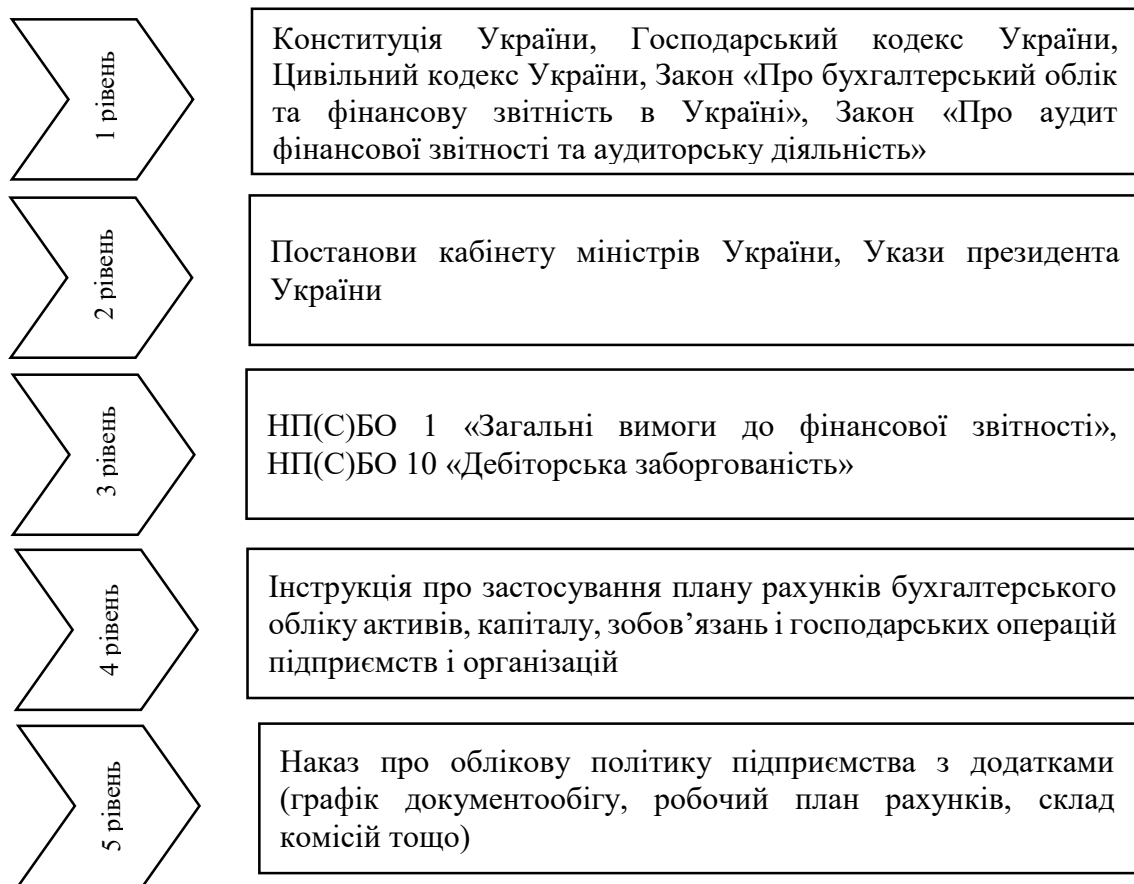 1 рівень
Конституція України, Господарський кодекс України,
Цивільний кодекс України, Закон «Про бухгалтерський облік
та фінансову звітність в Україні», Закон «Про аудит
фінансової звітності та аудиторську діяльність»
2 рівень
Постанови кабінету міністрів України, Укази президента
України
3 рівень
НП(С)БО 1 «Загальні вимоги до фінансової звітності»,
НП(С)БО 10 «Дебіторська заборгованість»
4 рівень
Інструкція про застосування плану рахунків бухгалтерського
обліку активів, капіталу, зобов’язань і господарських операцій
підприємств і організацій
5 рівень
Наказ про облікову політику підприємства з додатками
(графік документообігу, робочий план рахунків, склад
комісій тощо)